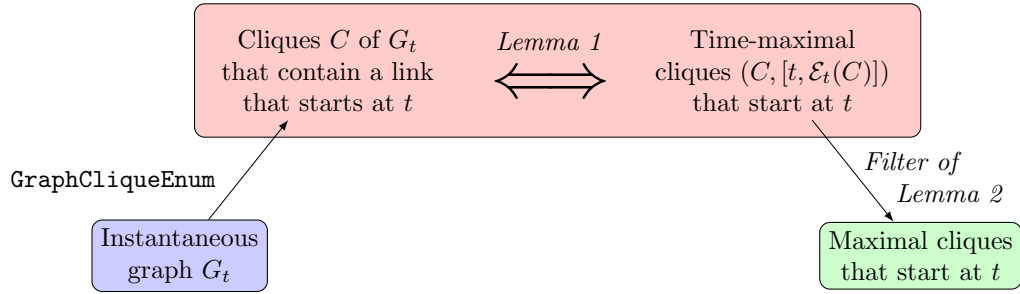 Cliques C of G_t
that contain a link
that starts at t
Lemma 1
Time-maximal
cliques (C, [t, ℰ_t(C)])
that start at t
GraphCliqueEnum
Filter of
Lemma 2
Instantaneous
graph G_t
Maximal cliques
that start at t